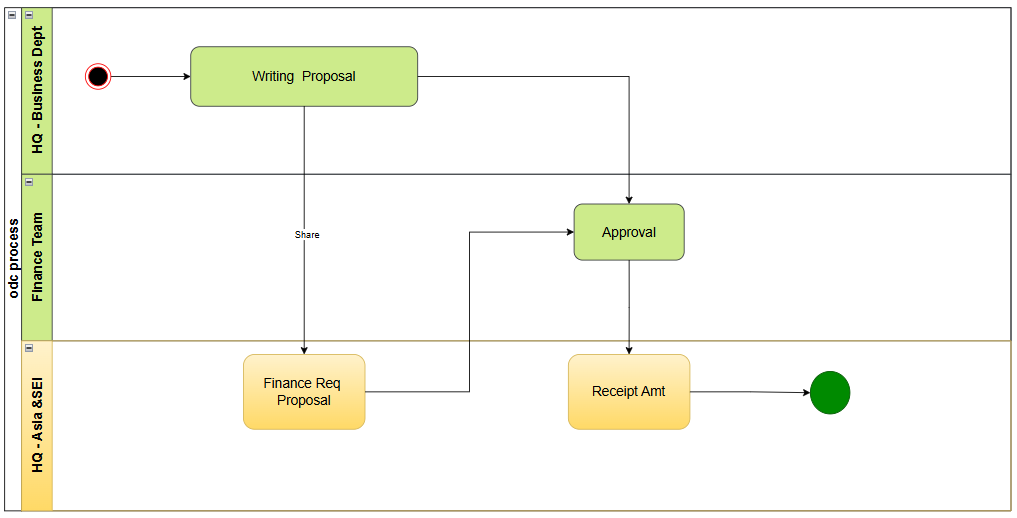 odc process
HQ - Business Dept
Writing  Proposal
Finance Team
Share
Approval
HQ - Asia &SEI
Finance Req
Proposal
Receipt Amt